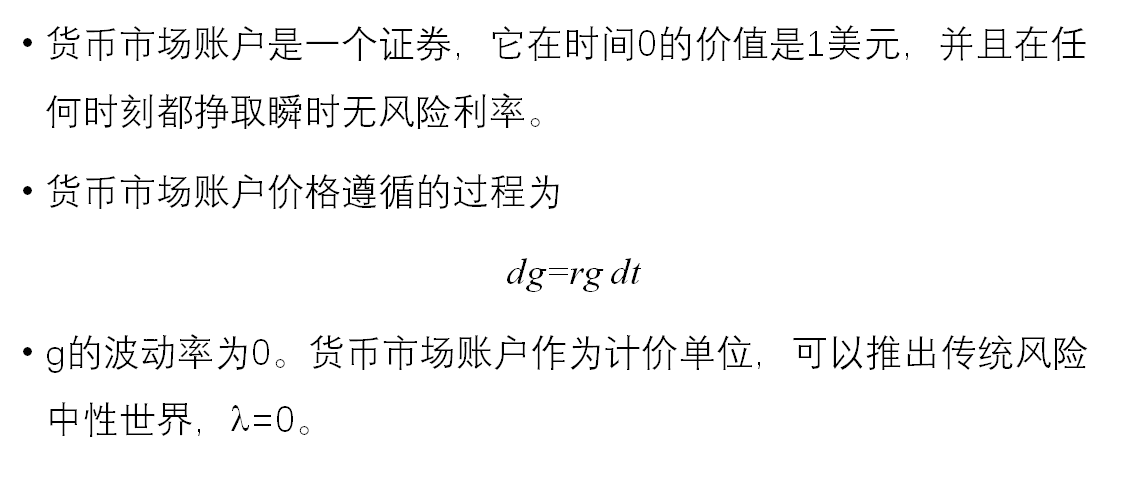 • 货币市场账户是一个证券，它在时间0的价值是1美元，并且在任
何时刻都挣取瞬时无风险利率。
• 货币市场账户价格遵循的过程为
dg=rg dt
• g的波动率为0。货币市场账户作为计价单位，可以推出传统风险
中性世界，λ=0。